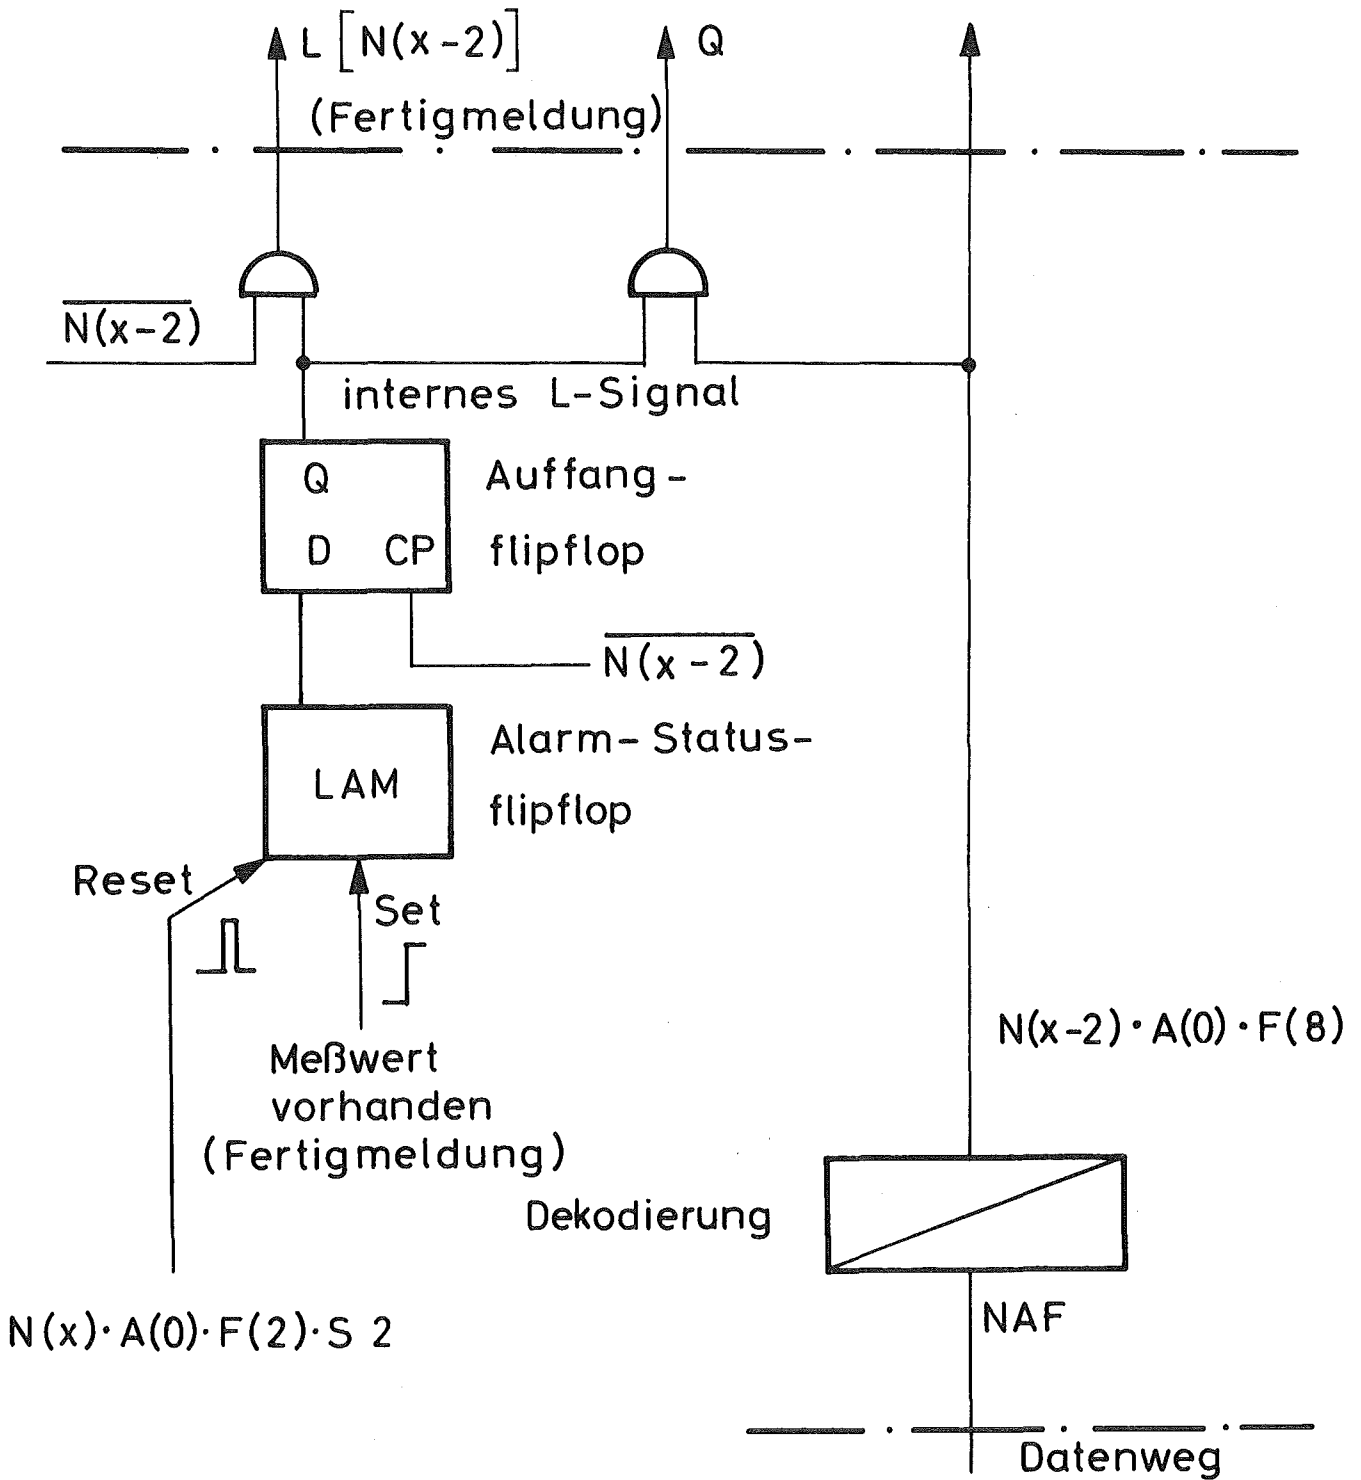 L [N(x-2)]
Q
(Fertigmeldung)
N̅(̅x̅-̅2̅)̅
internes L-Signal
Q
Auffang-
D CP
flipflop
N̅(̅x̅-̅2̅)̅
Alarm-Status-
LAM
flipflop
Reset
Set
N(x-2)·A(0)·F(8)
Meßwert
vorhanden
(Fertigmeldung)
Dekodierung
NAF
N(x)·A(0)·F(2)·S 2
Datenweg